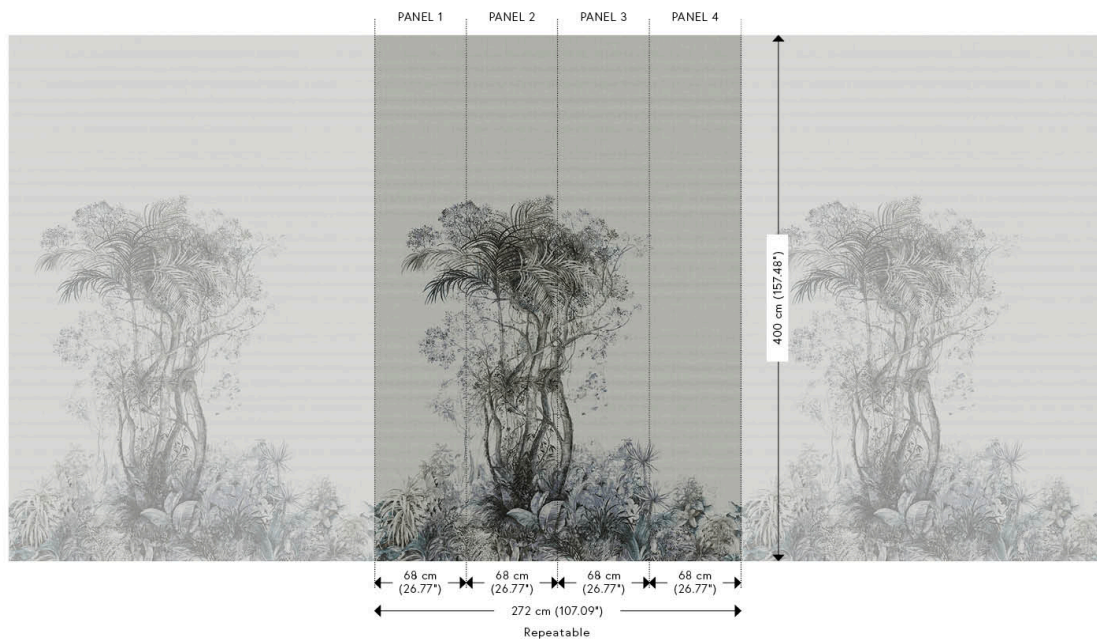 PANEL 1 PANEL 2 PANEL 3 PANEL 4
400 cm (157.48")
68 cm 68 cm 68 cm 68 cm
(26.77") (26.77") (26.77") (26.77")
272 cm (107.09")
Repeatable